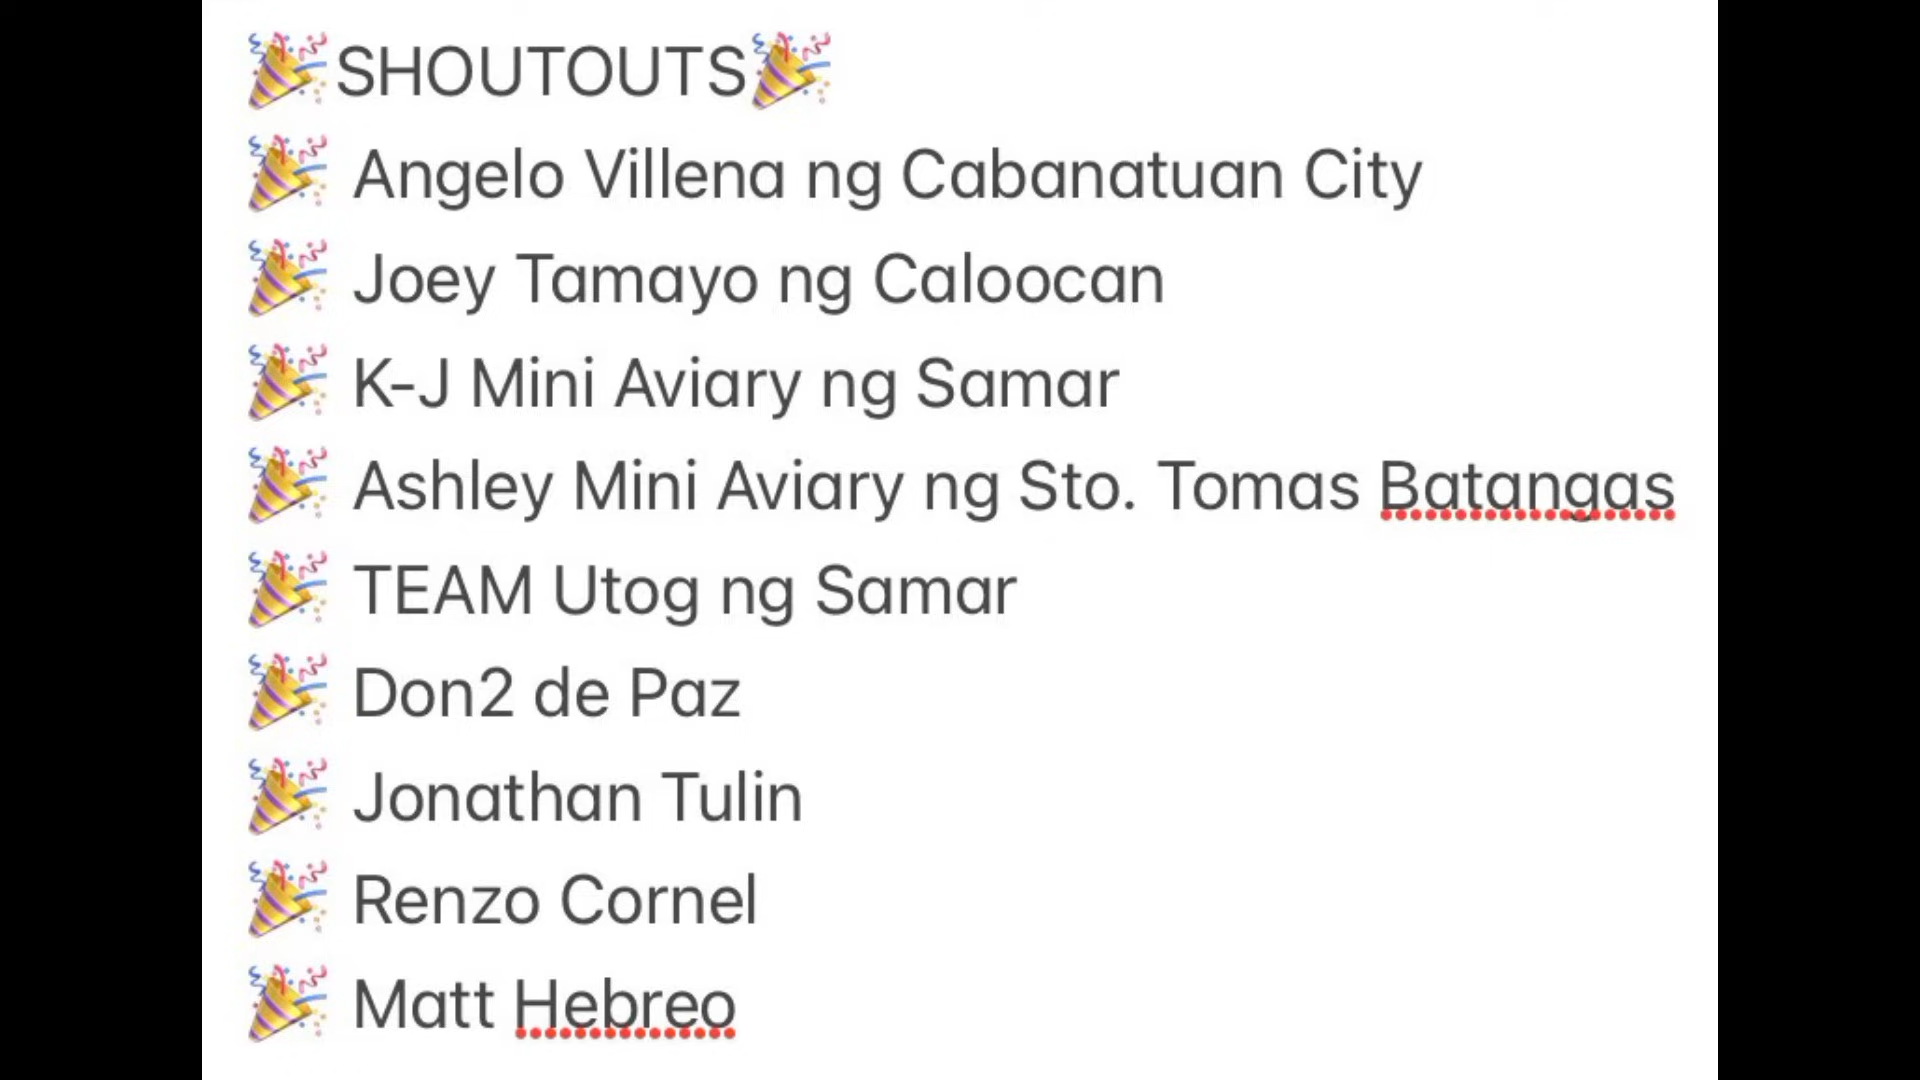 🎉SHOUTOUTS🎉
🎉 Angelo Villena ng Cabanatuan City
🎉 Joey Tamayo ng Caloocan
🎉 K-J Mini Aviary ng Samar
🎉 Ashley Mini Aviary ng Sto. Tomas Batangas
🎉 TEAM Utog ng Samar
🎉 Don2 de Paz
🎉 Jonathan Tulin
🎉 Renzo Cornel
🎉 Matt Hebreo